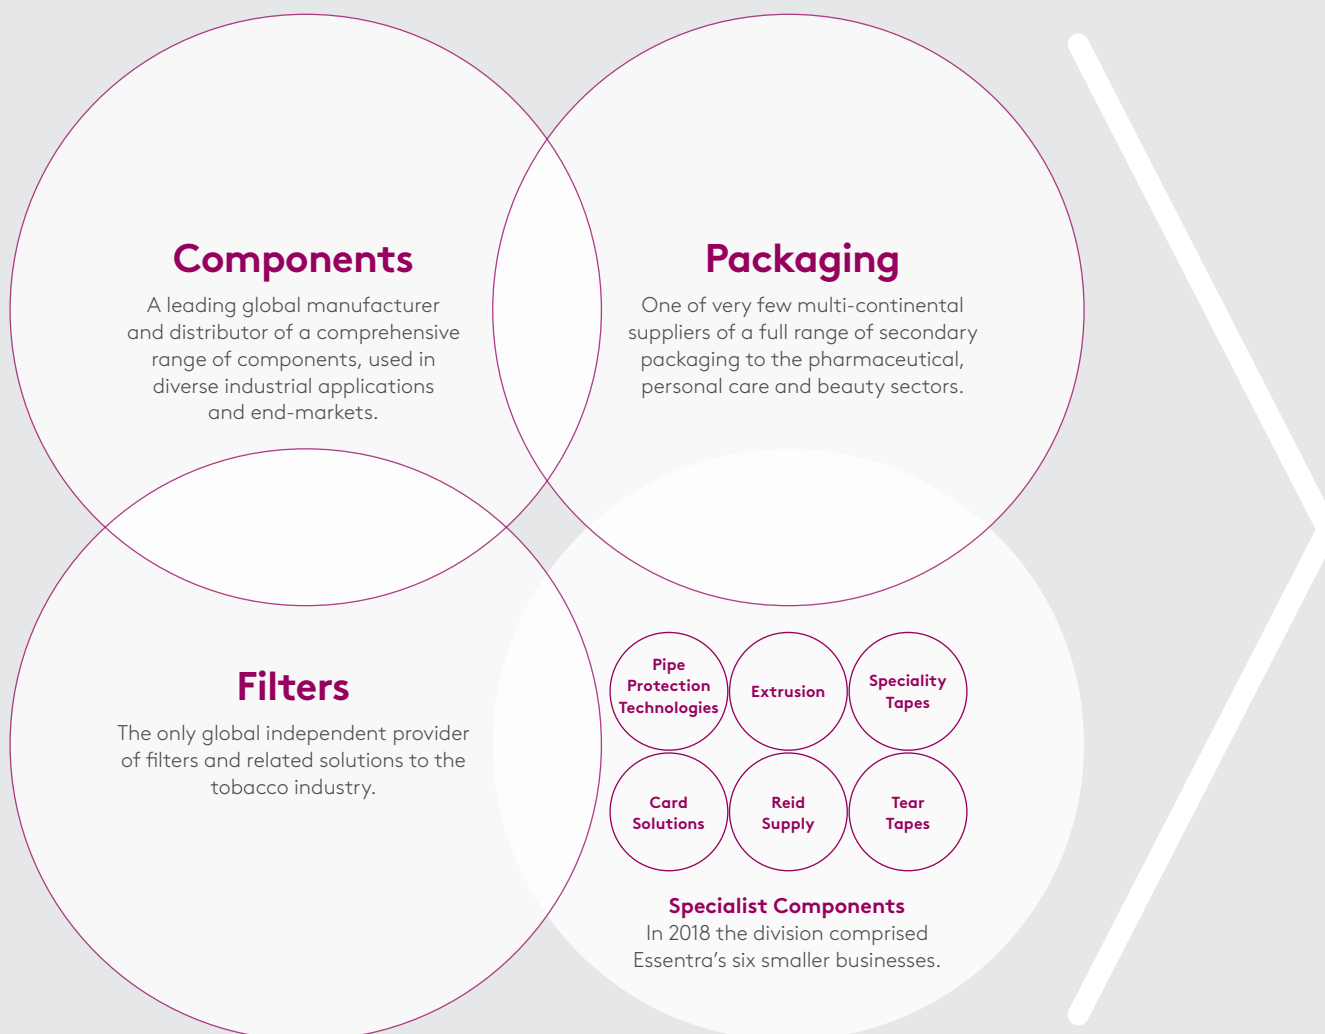 Components
A leading global manufacturer
and distributor of a comprehensive
range of components, used in
diverse industrial applications
and end-markets.
Packaging
One of very few multi-continental
suppliers of a full range of secondary
packaging to the pharmaceutical,
personal care and beauty sectors.
Filters
The only global independent provider
of filters and related solutions to the
tobacco industry.
Pipe
Protection
Technologies
Extrusion
Speciality
Tapes
Card
Solutions
Reid
Supply
Tear
Tapes
Specialist Components
In 2018 the division comprised
Essentra’s six smaller businesses.